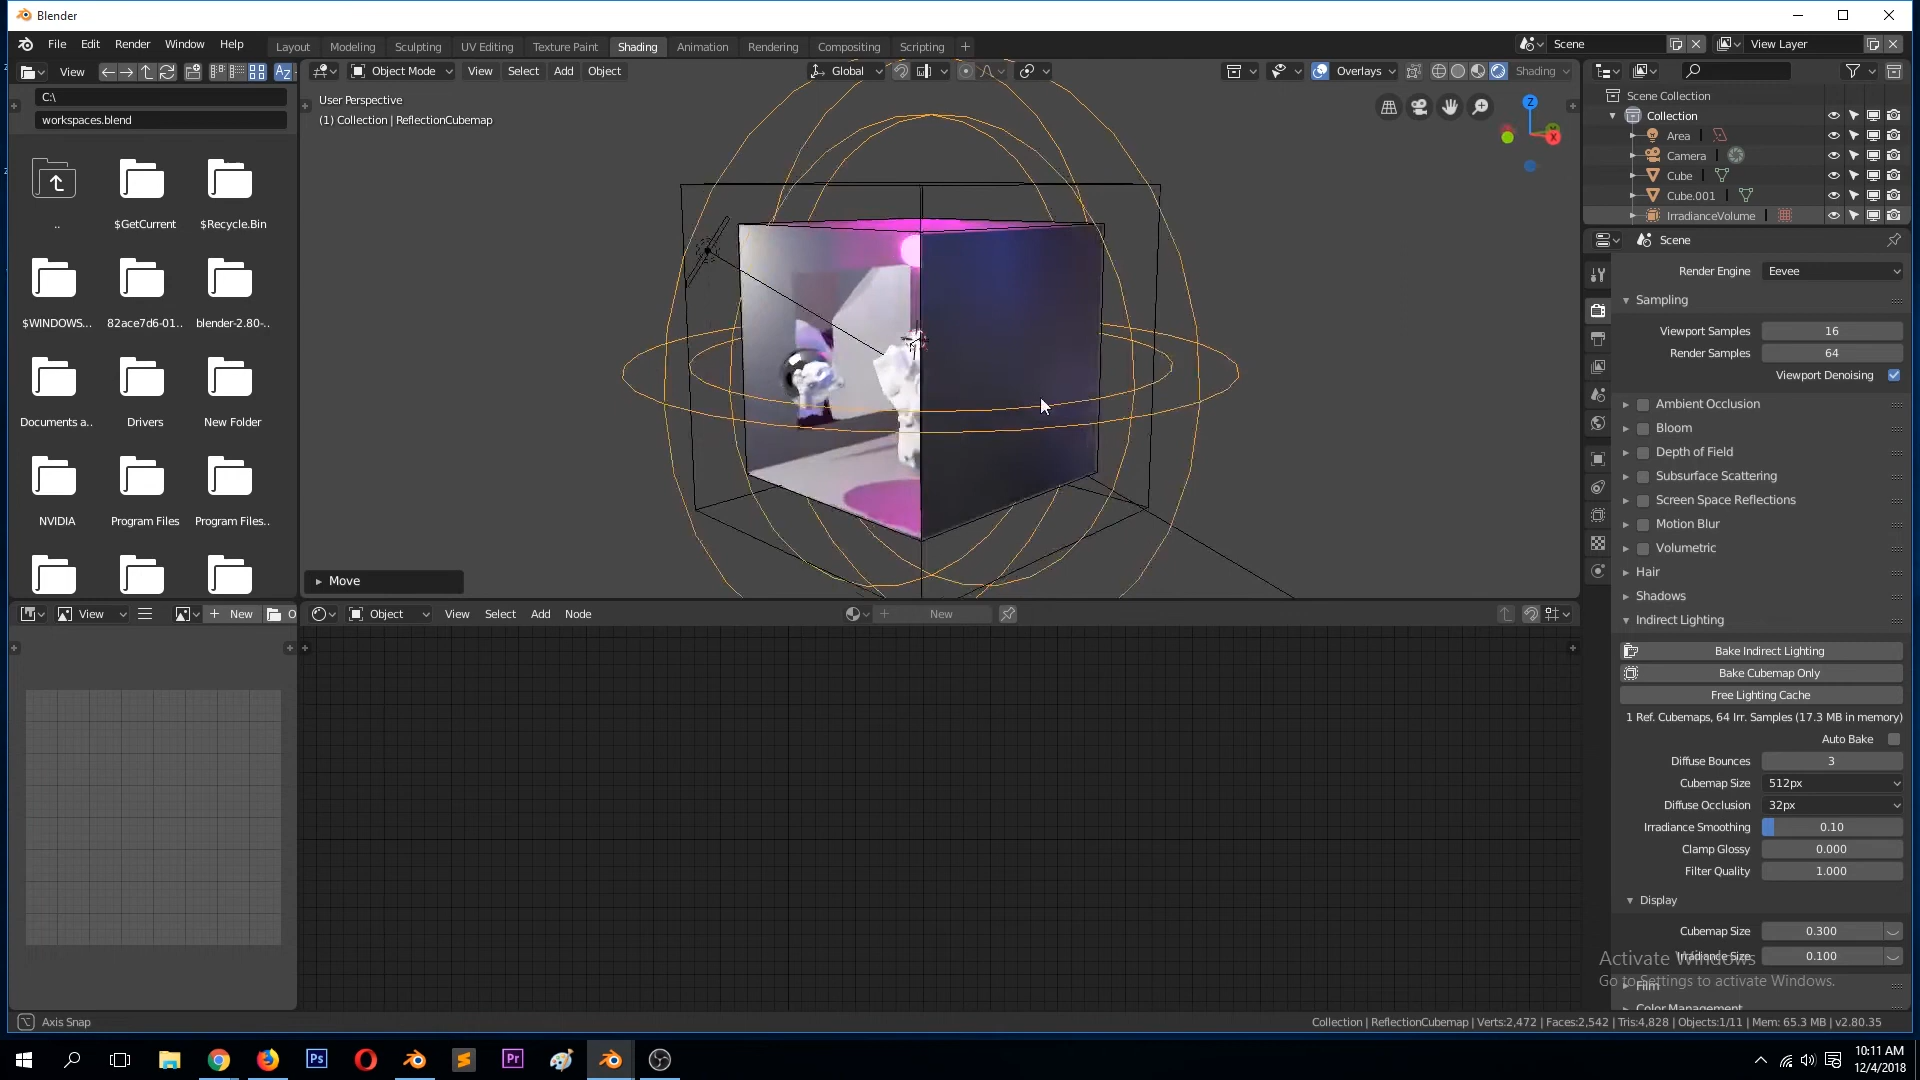 Blender
File Edit Render Window Help
Layout Modeling Sculpting UV Editing Texture Paint Shading Animation Rendering Compositing Scripting
Scene
View Layer
View
Object Mode View Select Add Object
Global
Overlays
Shading
C:\
workspaces.blend
User Perspective
(1) Collection | ReflectionCubemap
Z
X
Scene Collection
Collection
Area
Camera
Cube
Cube.001
IrradianceVolume
..
$GetCurrent
$Recycle.Bin
$WINDOWS...
82ace7d6-01..
blender-2.80-..
Documents a..
Drivers
New Folder
NVIDIA
Program Files
Program Files..
Move
Scene
Render Engine Eevee
Sampling
Viewport Samples 16
Render Samples 64
Viewport Denoising
Ambient Occlusion
Bloom
Depth of Field
Subsurface Scattering
Screen Space Reflections
Motion Blur
Volumetric
Hair
Shadows
Indirect Lighting
Bake Indirect Lighting
Bake Cubemap Only
Free Lighting Cache
1 Ref. Cubemaps, 64 Irr. Samples (17.3 MB in memory)
Auto Bake
Diffuse Bounces 3
Cubemap Size 512px
Diffuse Occlusion 32px
Irradiance Smoothing 0.10
Clamp Glossy 0.000
Filter Quality 1.000
Display
Cubemap Size 0.300
Irradiance Size 0.100
Film
Color Management
Activate Windows
Go to Settings to activate Windows.
View
New
O
Object View Select Add Node
New
Axis Snap
Collection | ReflectionCubemap | Verts:2,472 | Faces:2,542 | Tris:4,828 | Objects:1/11 | Mem: 65.3 MB | v2.80.35
Ps
Pr
10:11 AM
12/4/2018